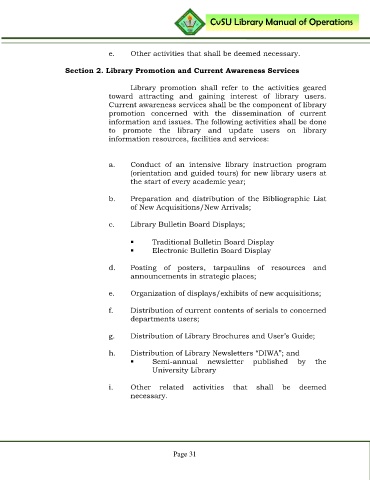 CvSU Library Manual of Operations
e. Other activities that shall be deemed necessary.
Section 2. Library Promotion and Current Awareness Services
Library promotion shall refer to the activities geared
toward attracting and gaining interest of library users.
Current awareness services shall be the component of library
promotion concerned with the dissemination of current
information and issues. The following activities shall be done
to promote the library and update users on library
information resources, facilities and services:
a. Conduct of an intensive library instruction program
(orientation and guided tours) for new library users at
the start of every academic year;
b. Preparation and distribution of the Bibliographic List
of New Acquisitions/New Arrivals;
c. Library Bulletin Board Displays;
▪ Traditional Bulletin Board Display
▪ Electronic Bulletin Board Display
d. Posting of posters, tarpaulins of resources and
announcements in strategic places;
e. Organization of displays/exhibits of new acquisitions;
f. Distribution of current contents of serials to concerned
departments users;
g. Distribution of Library Brochures and User's Guide;
h. Distribution of Library Newsletters "DIWA"; and
▪ Semi-annual newsletter published by the
University Library
i. Other related activities that shall be deemed
necessary.
Page 31